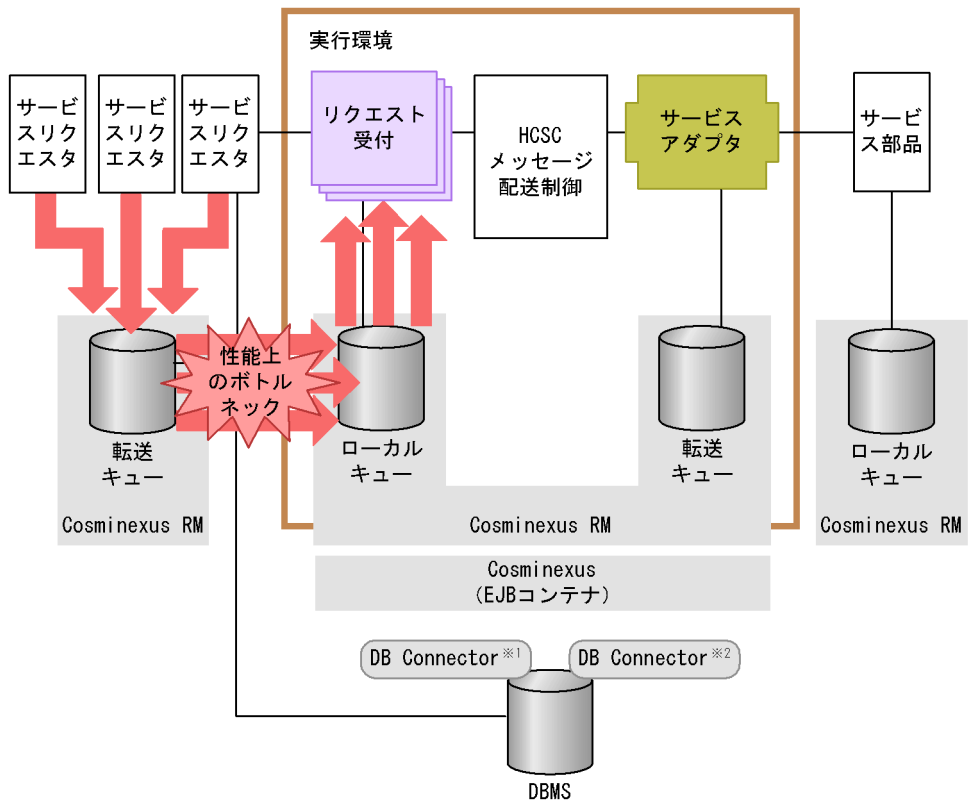 実行環境
サービ
スリク
エスタ
サービ
スリク
エスタ
サービ
スリク
エスタ
リクエスト
受付
HCSC
メッセージ
配送制御
サービス
アダプタ
サービ
ス部品
性能上
のボトル
ネック
転送
キュー
ローカル
キュー
転送
キュー
ローカル
キュー
Cosminexus RM
Cosminexus RM
Cosminexus RM
Cosminexus
(EJBコンテナ)
DB Connector※1
DB Connector※2
DBMS